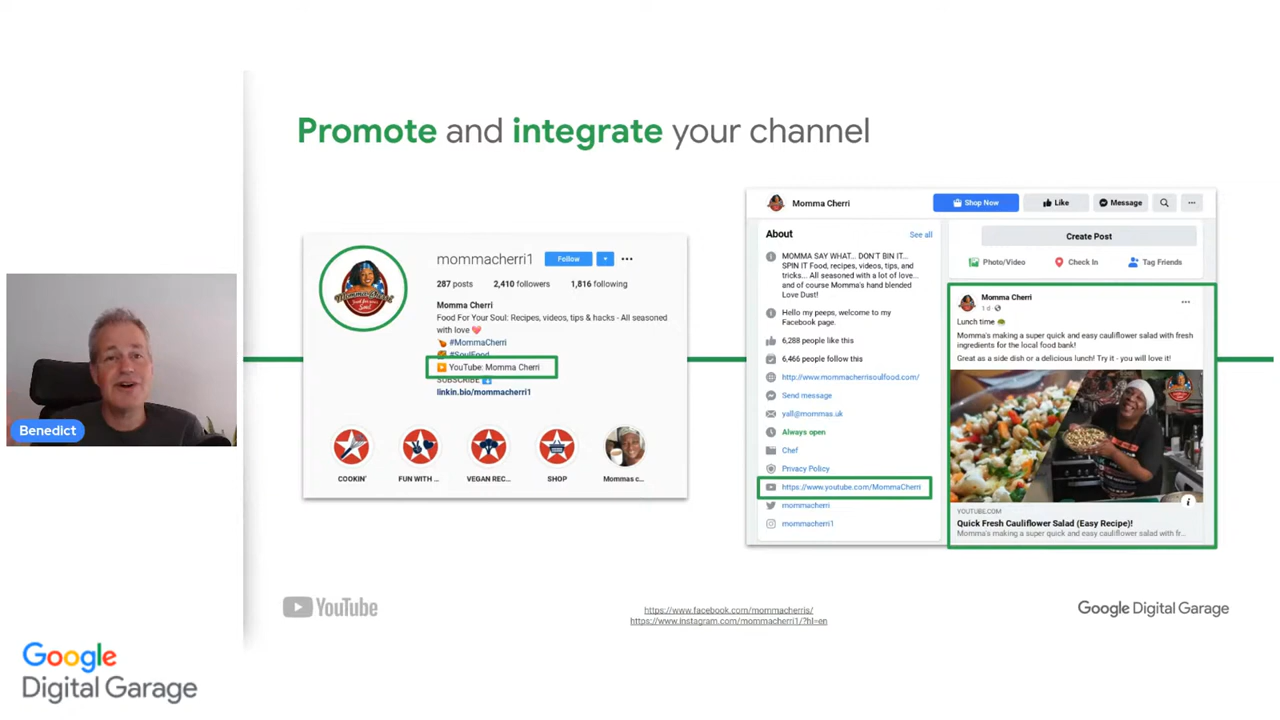 Promote and integrate your channel
mommacherri1
Follow
287 posts 2,410 followers 1,816 following
Momma Cherri
Food For Your Soul: Recipes, videos, tips & hacks - All seasoned
with love
#MommaCherri
#SoulFood
YouTube: Momma Cherri
SUBSCRIBE
linkin.bio/mommacherri1
COOKIN'
FUN WITH ...
VEGAN REC...
SHOP
Mommas c...
Momma Cherri
Shop Now
Like
Message
About
See all
MOMMA SAY WHAT... DON'T BIN IT...
SPIN IT Food, recipes, videos, tips, and
tricks... All seasoned with a lot of love...
and of course Momma's hand blended
Love Dust!
Hello my peeps, welcome to my
Facebook page.
6,288 people like this
6,466 people follow this
http://www.mommacherrisoulfood.com/
Send message
yall@mommas.uk
Always open
Chef
Privacy Policy
https://www.youtube.com/MommaCherri
mommacherri
mommacherri1
Create Post
Photo/Video
Check In
Tag Friends
Momma Cherri
1 d
Lunch time
Momma's making a super quick and easy cauliflower salad with fresh
ingredients for the local food bank!
Great as a side dish or a delicious lunch! Try it - you will love it!
YOUTUBE.COM
Quick Fresh Cauliflower Salad (Easy Recipe)!
Momma's making a super quick and easy cauliflower salad with fr...
Benedict
YouTube
https://www.facebook.com/mommacherris/
https://www.instagram.com/mommacherri1/?hl=en
Google Digital Garage
Google
Digital Garage